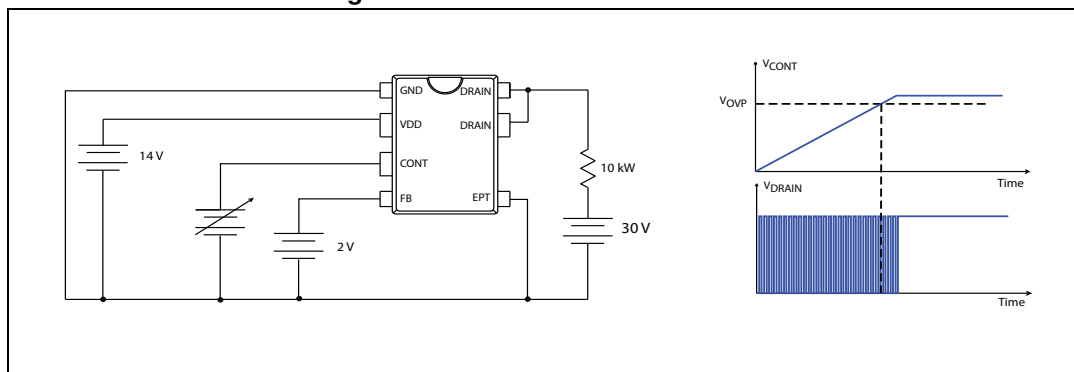 GND
DRAIN
VDD
DRAIN
CONT
FB
EPT
14 V
2 V
10 kW
30 V
VCONT
VOVP
Time
VDRAIN
Time